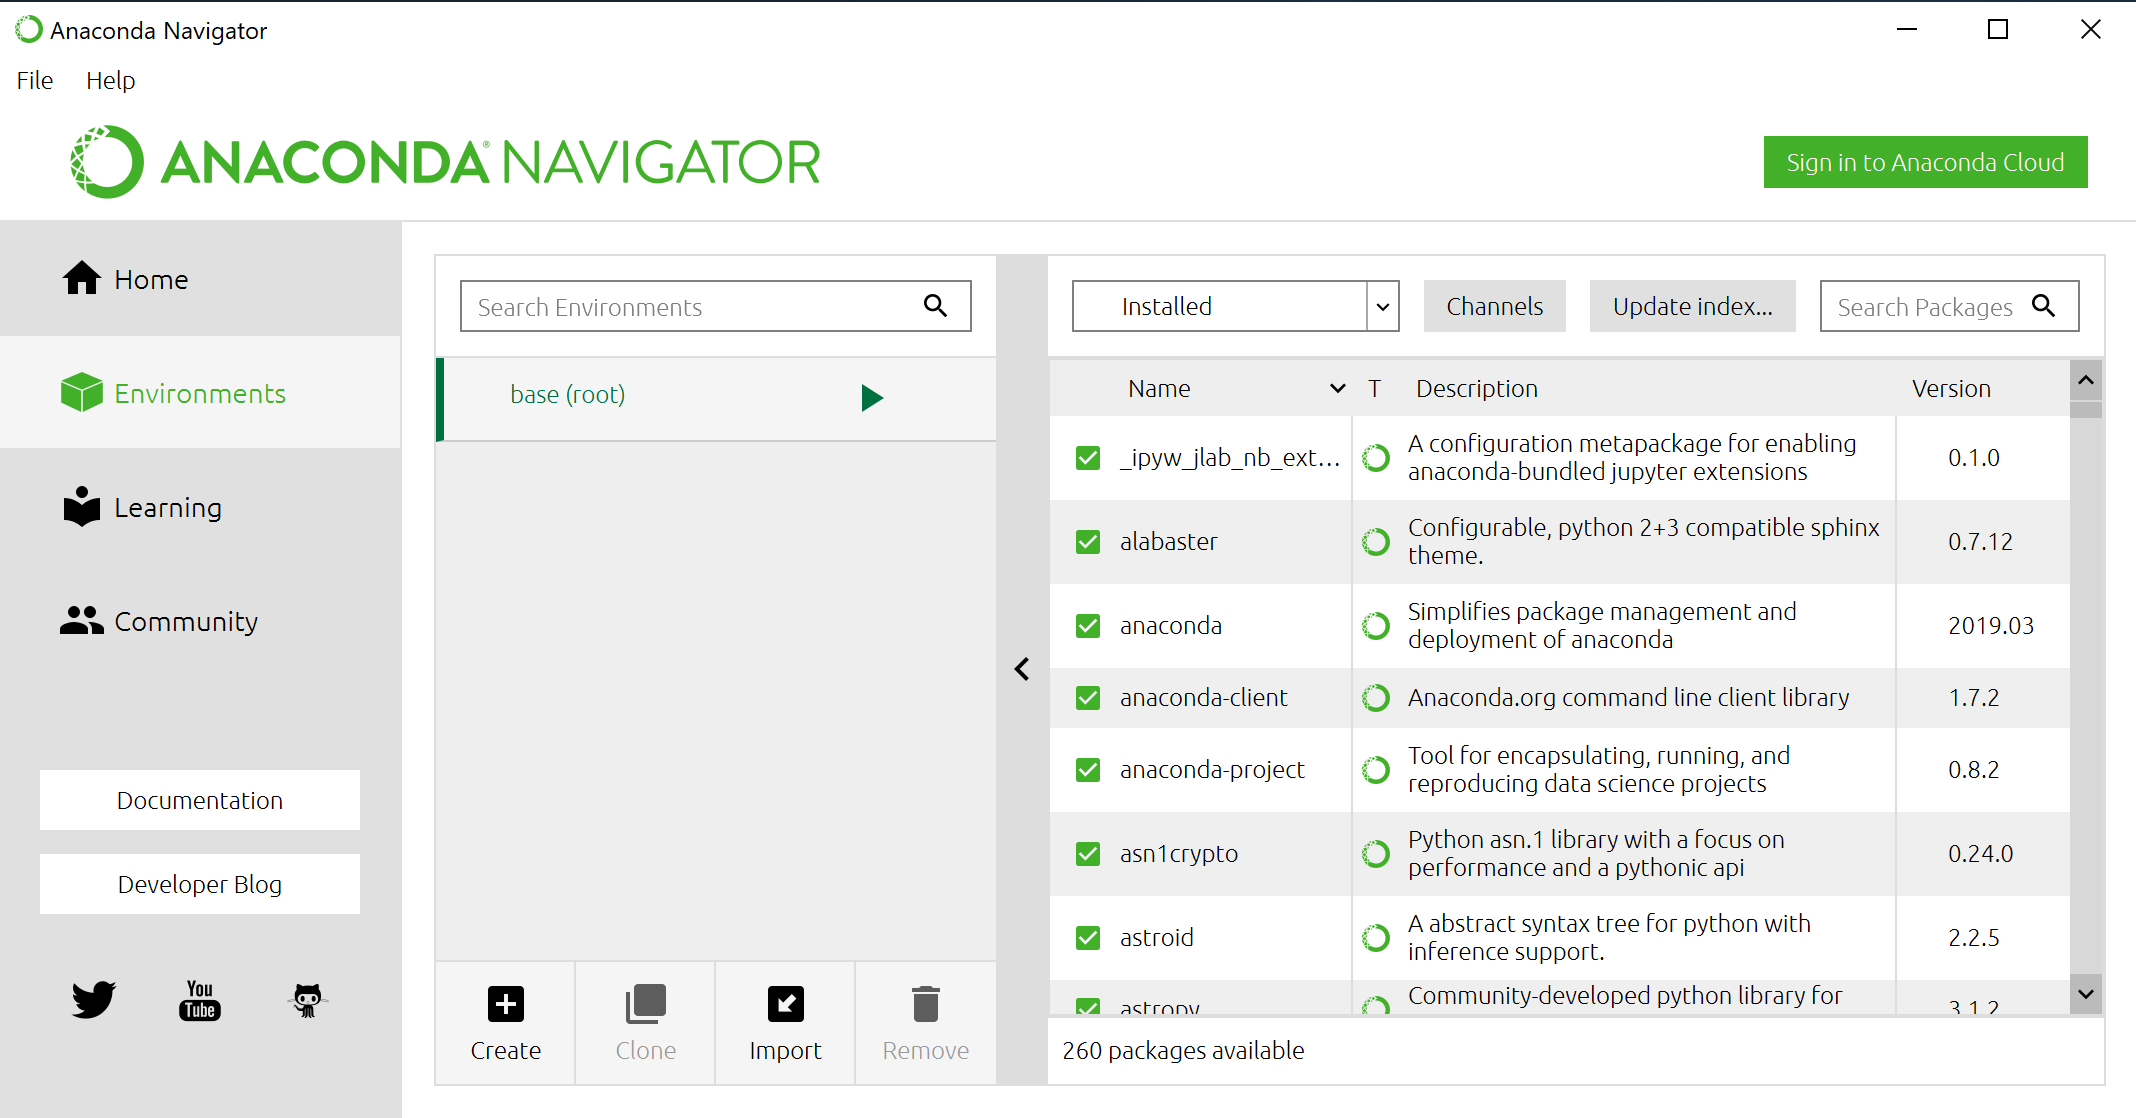 Anaconda Navigator
File Help
ANACONDA® NAVIGATOR
Sign in to Anaconda Cloud
Home
Environments
Learning
Community
Documentation
Developer Blog
You
Tube
Search Environments
base (root)
Create Clone Import Remove
Installed Channels Update index... Search Packages
Name T Description Version
_ipyw_jlab_nb_ext... A configuration metapackage for enabling
anaconda-bundled jupyter extensions 0.1.0
alabaster Configurable, python 2+3 compatible sphinx
theme. 0.7.12
anaconda Simplifies package management and
deployment of anaconda 2019.03
anaconda-client Anaconda.org command line client library 1.7.2
anaconda-project Tool for encapsulating, running, and
reproducing data science projects 0.8.2
asn1crypto Python asn.1 library with a focus on
performance and a pythonic api 0.24.0
astroid A abstract syntax tree for python with
inference support. 2.2.5
astropy Community-developed python library for 3.1.2
260 packages available